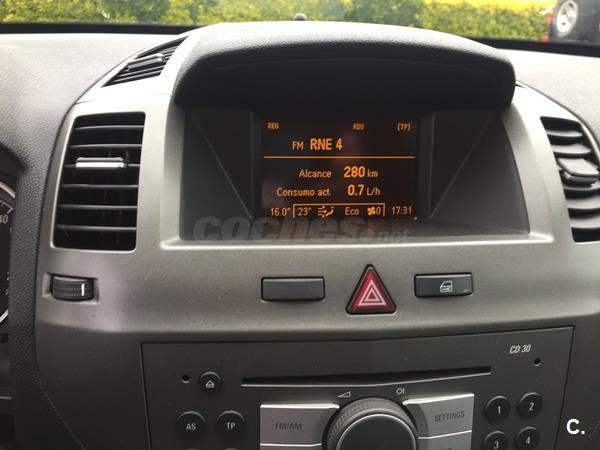 REG RDS [TP]
FM RNE 4
Alcance 280 km
Consumo act. 0.7 L/h
16.0° 23° Eco 0 17:31
coches.net
CD 30
AS TP FM/AM SETTINGS 1 2
3 4
C.